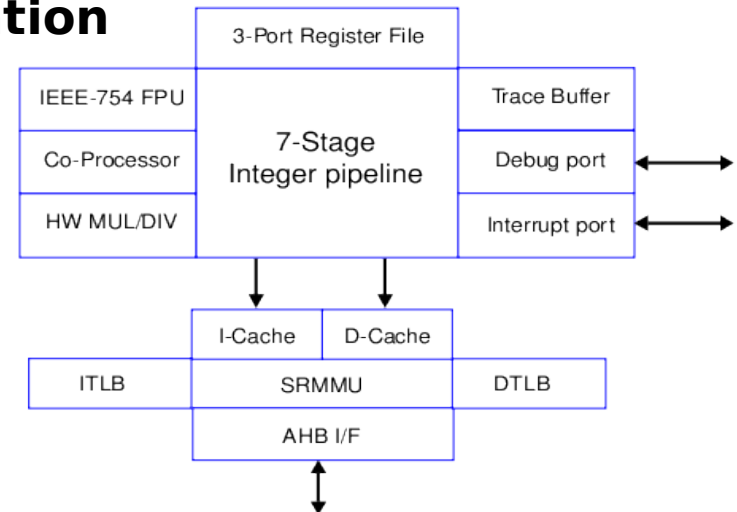 tion
3-Port Register File
IEEE-754 FPU
Trace Buffer
7-Stage
Integer pipeline
Co-Processor
Debug port
HW MUL/DIV
Interrupt port
I-Cache
D-Cache
ITLB
SRMMU
DTLB
AHB I/F